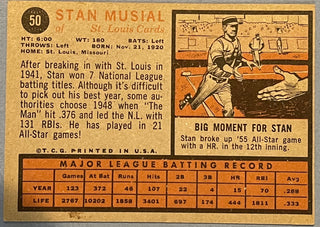 50
STAN MUSIAL
of St. Louis Cards
HT: 6:00 WT: 180 BATS: Left
THROWS: Left BORN: Nov. 21, 1920
HOME: St. Louis, Missouri
After breaking in with St. Louis in
1941, Stan won 7 National League
batting titles. Although it's difficult
to pick out his best year, some au-
thorities choose 1948 when "The
Man" hit .376 and led the N.L. with
131 RBIs. He has played in 21
All-Star games!
© T.C.G. PRINTED IN U.S.A.
BIG MOMENT FOR STAN
Stan broke up '55 All-Star game
with a HR. in the 12th inning.
MAJOR LEAGUE BATTING RECORD
Games At Bat Runs Hits 2B 3B HR. RBI Avg.
YEAR 123 372 46 107 22 4 15 70 .288
LIFE 2767 10202 1858 3401 690 173 444 1811 .333